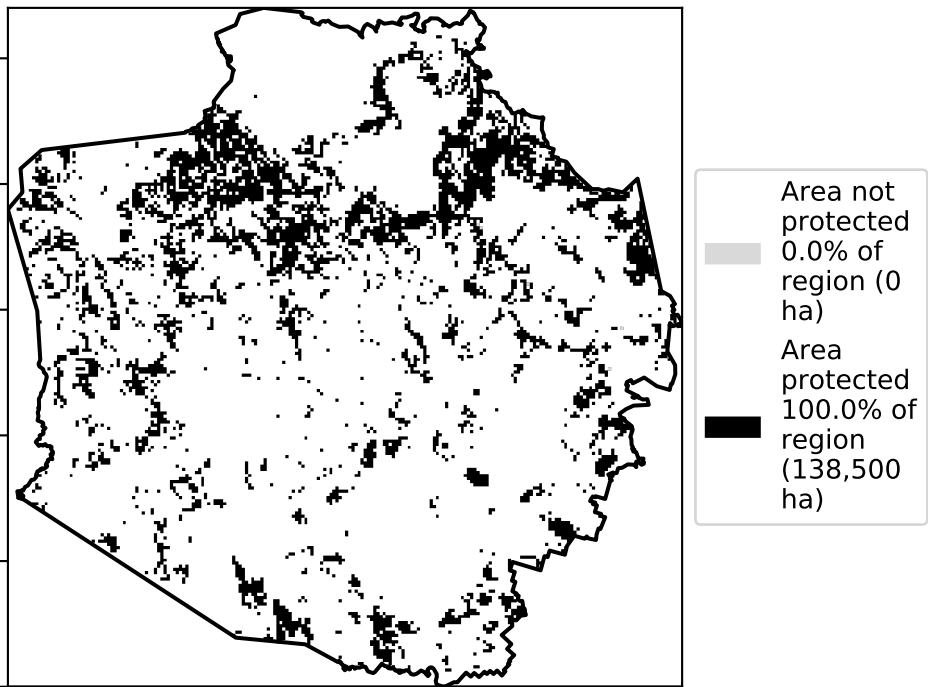 Area not
protected
0.0% of
region (0
ha)
Area
protected
100.0% of
region
(138,500
ha)